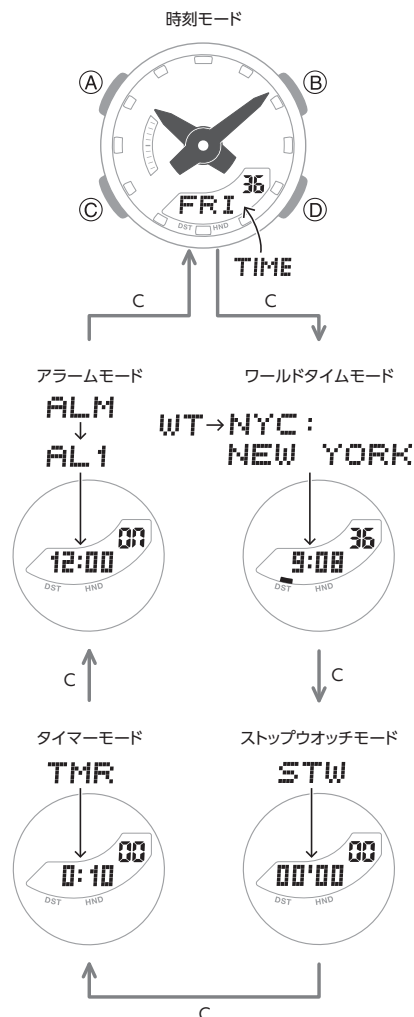 時刻モード
A
B
C
D
36
FRI
DST HND
TIME
C
C
アラームモード
ALM
AL1
ON
12:00
DST HND
ワールドタイムモード
WT→NYC:
NEW YORK
36
9:08
DST HND
C
C
タイマーモード
TMR
00
0:10
DST HND
ストップウオッチモード
STW
00
00'00
DST HND
C